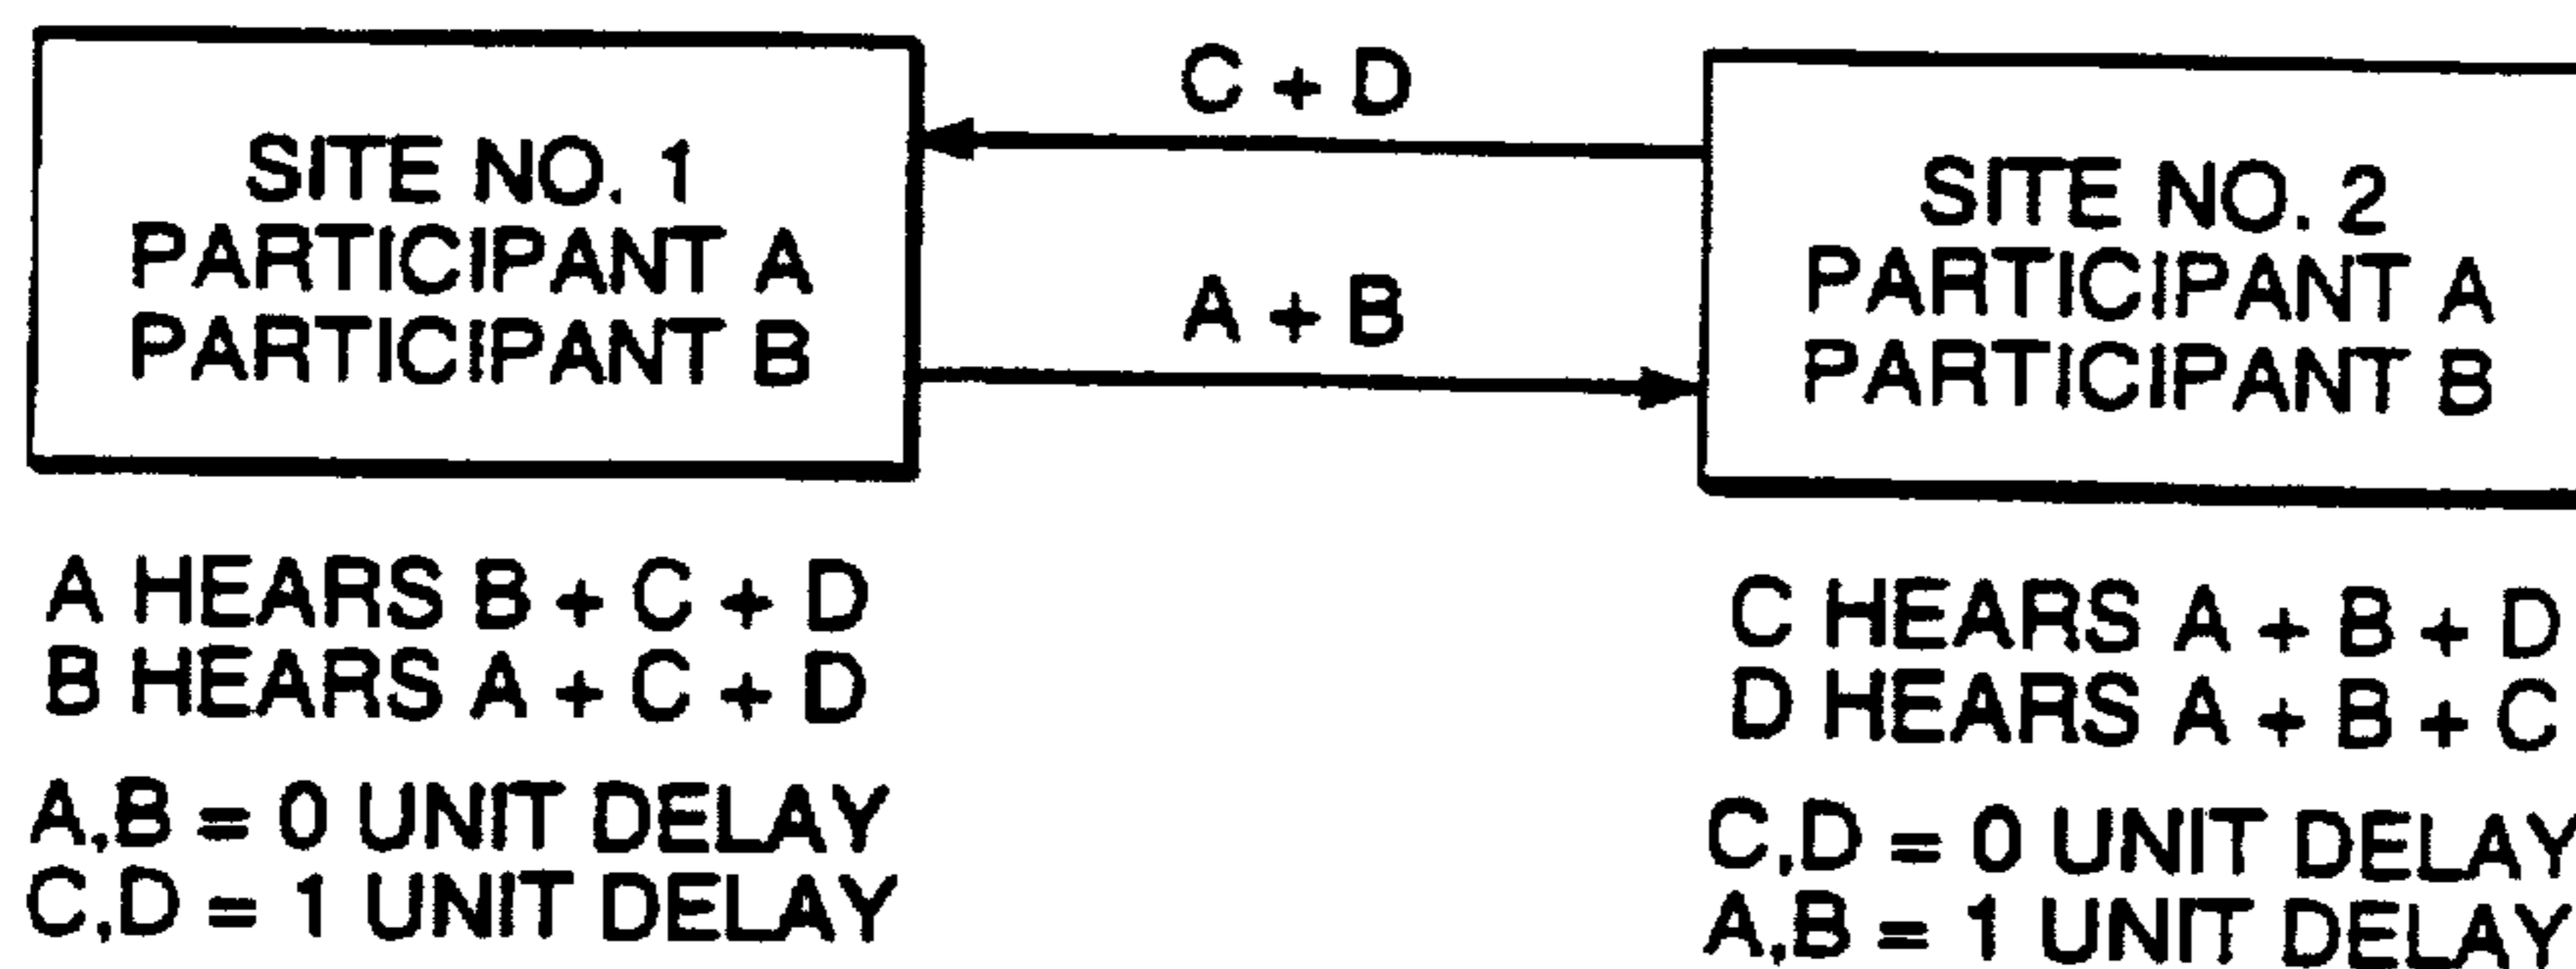 C + D
SITE NO. 1
PARTICIPANT A
PARTICIPANT B
A + B
SITE NO. 2
PARTICIPANT A
PARTICIPANT B
A HEARS B + C + D
B HEARS A + C + D
A,B = 0 UNIT DELAY
C,D = 1 UNIT DELAY
C HEARS A + B + D
D HEARS A + B + C
C,D = 0 UNIT DELAY
A,B = 1 UNIT DELAY